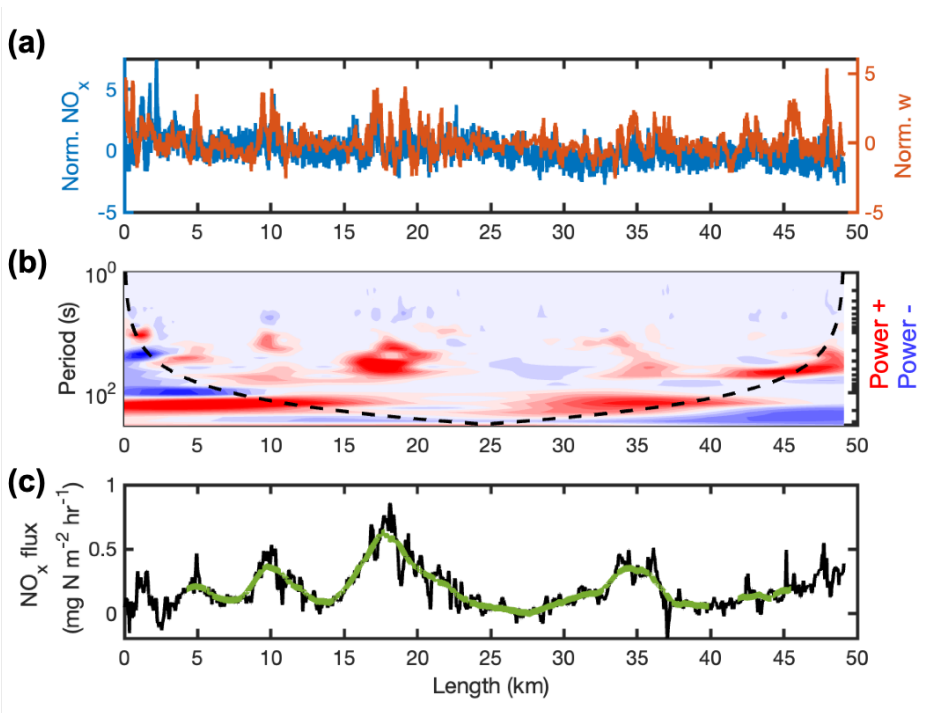 (a)
Norm. NOx
5
0
-5
5
0
-5
Norm. w
0 5 10 15 20 25 30 35 40 45 50
(b)
Period (s)
10^0
10^2
Power +
Power -
0 5 10 15 20 25 30 35 40 45 50
(c)
NOx flux
(mg N m^-2 hr^-1)
1
0.5
0
0 5 10 15 20 25 30 35 40 45 50
Length (km)